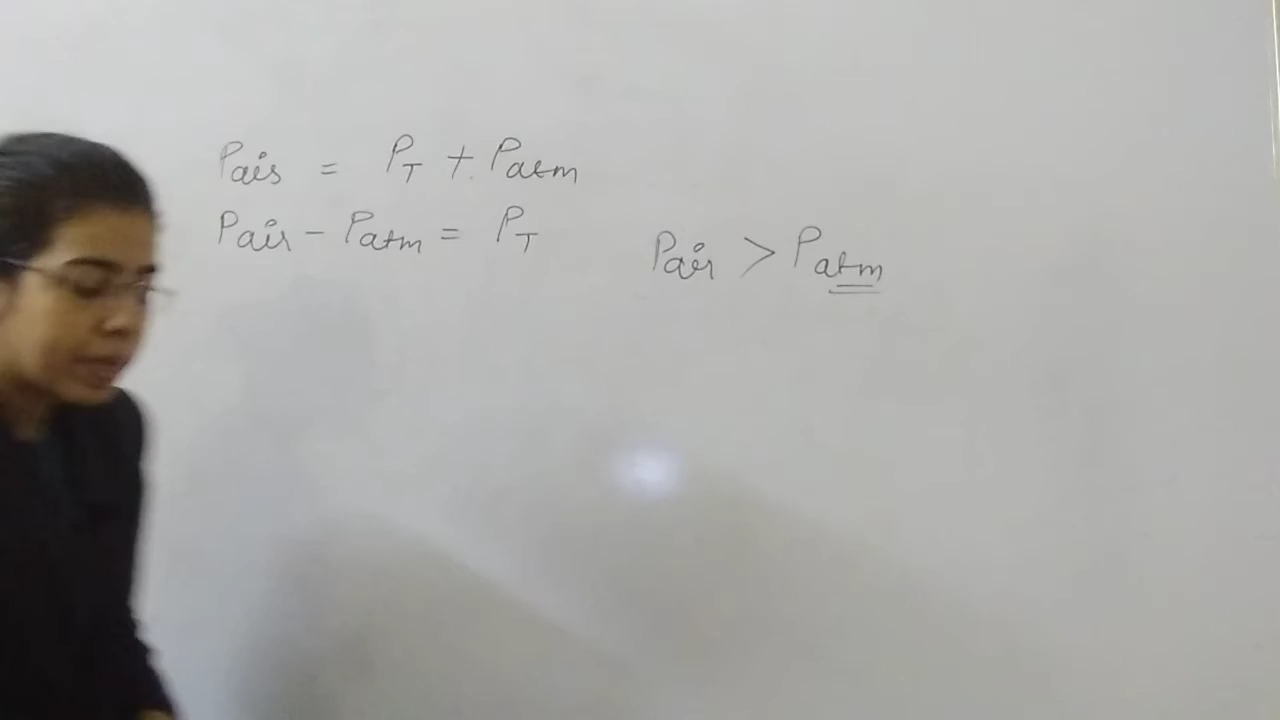 Pair = PT + Patm
Pair - Patm = PT
Pair > Patm